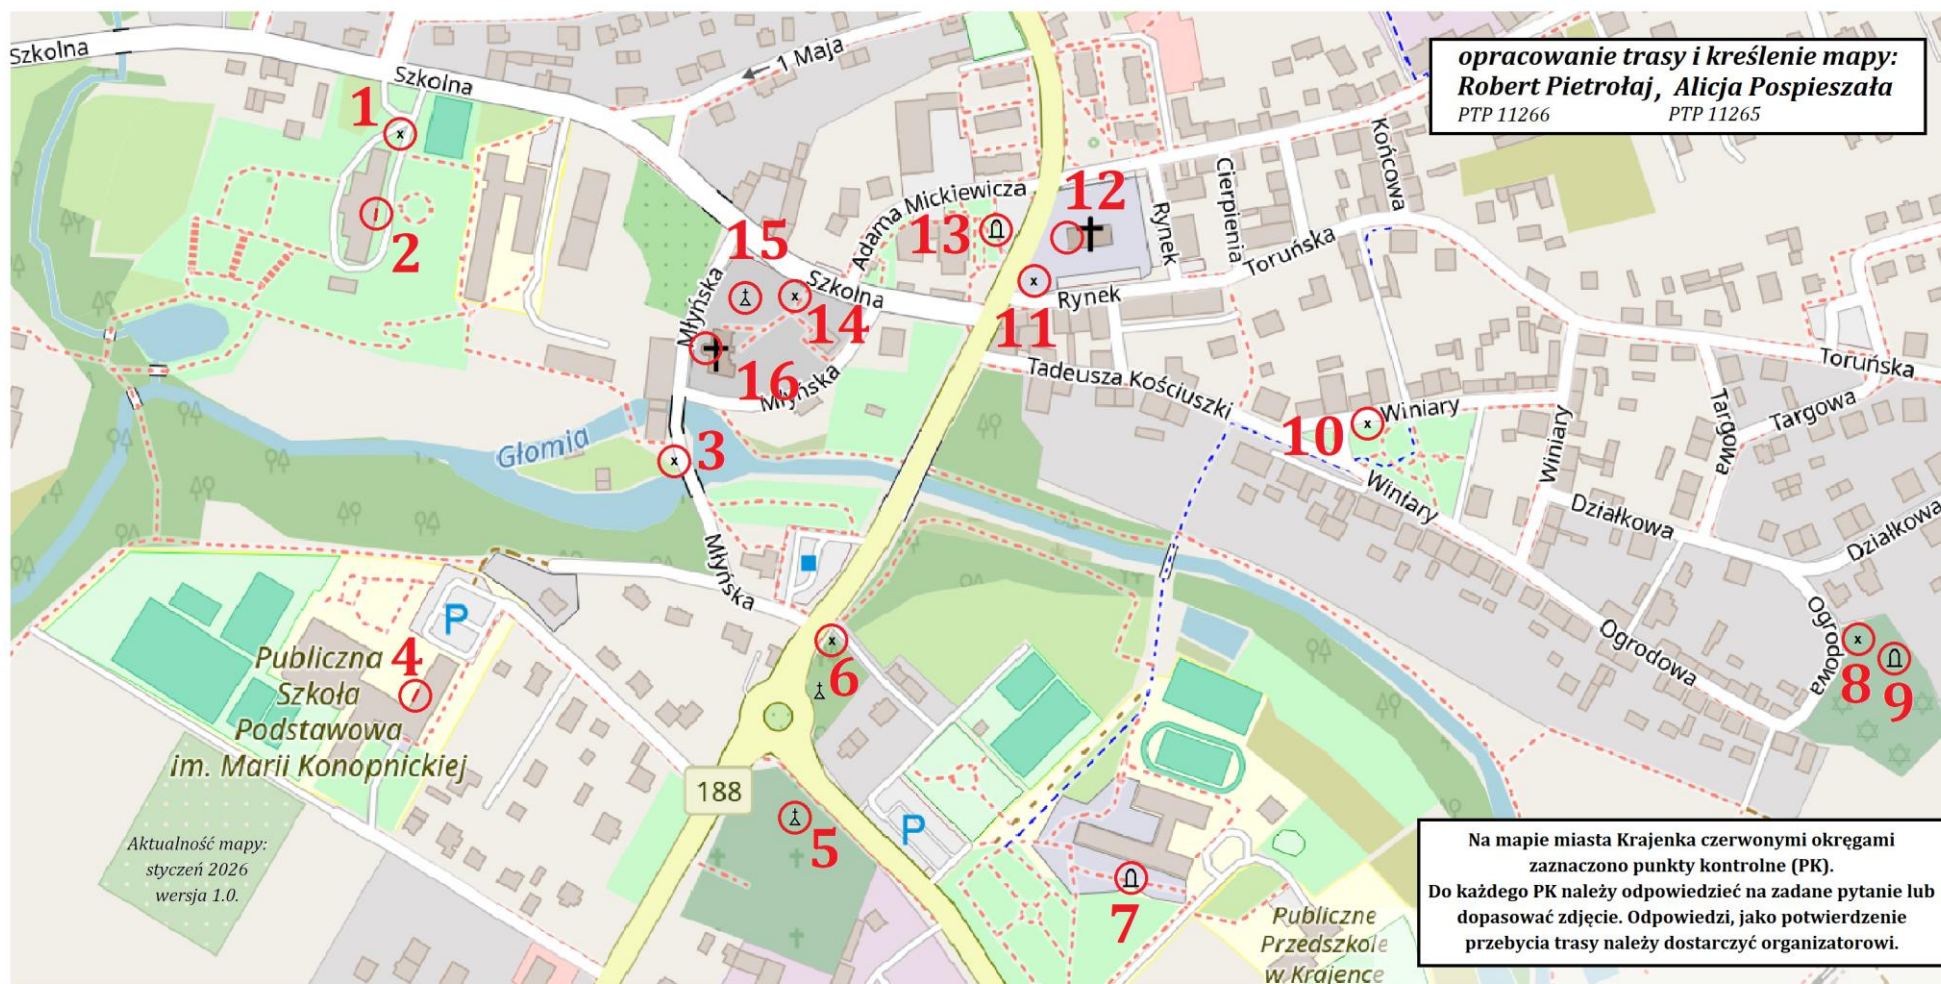 Szkolna
Szkolna
1 Maja
opracowanie trasy i kreślenie mapy:
Robert Pietrołaj, Alicja Pospieszała
PTP 11266 PTP 11265
1
Końcowa
Cierpienia
Adama Mickiewicza
12
2
15
13
Rynek
Toruńska
Młyńska
Szkolna
14
Rynek
11
Toruńska
16
Młyńska
Tadeusza Kościuszki
Winiary
Targowa
Targowa
10
Głomia
3
Winiary
Winiary
Działkowa
Działkowa
Młyńska
P
Ogrodowa
Ogrodowa
Publiczna
Szkoła
Podstawowa
im. Marii Konopnickiej
4
6
8
9
188
5
P
7
Aktualność mapy:
styczeń 2026
wersja 1.0.
Publiczne
Przedszkole
w Krajence
Na mapie miasta Krajenka czerwonymi okręgami
zaznaczono punkty kontrolne (PK).
Do każdego PK należy odpowiedzieć na zadane pytanie lub
dopasować zdjęcie. Odpowiedzi, jako potwierdzenie
przebycia trasy należy dostarczyć organizatorowi.